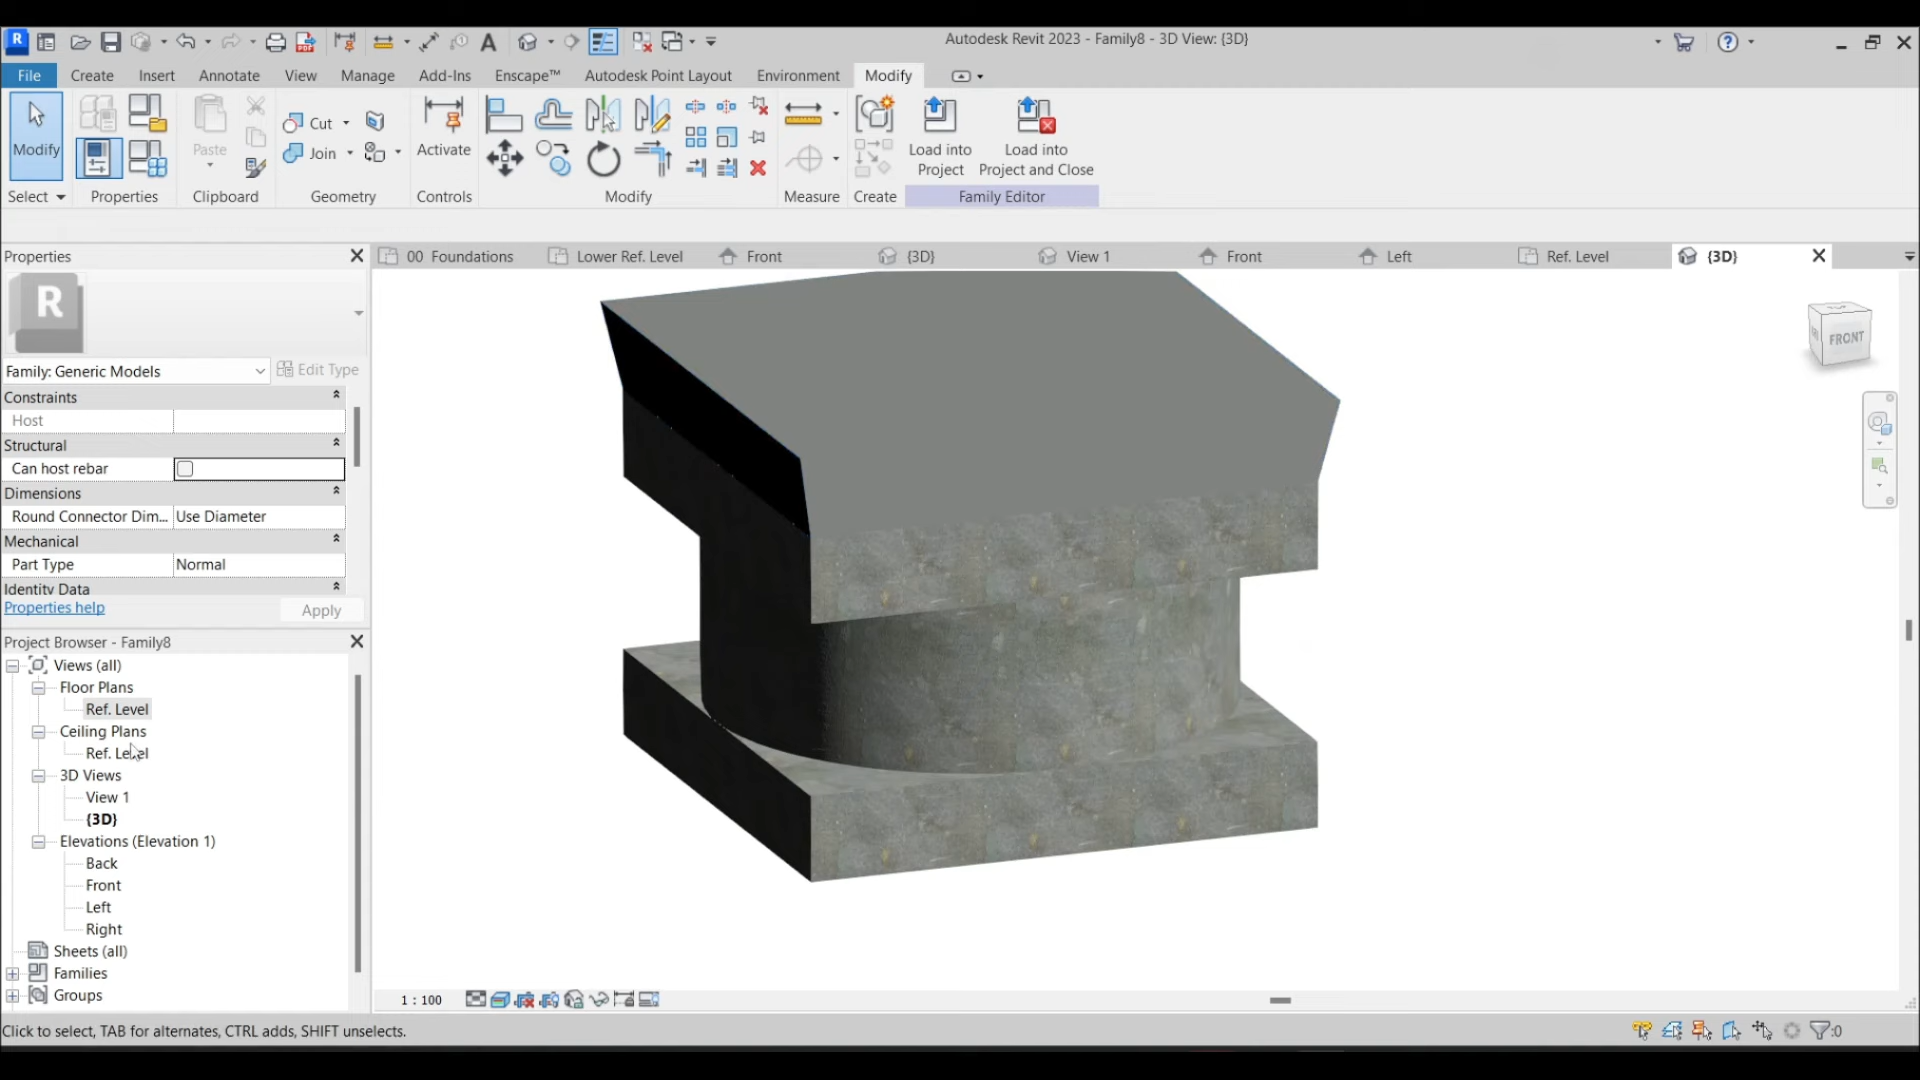 Autodesk Revit 2023 - Family8 - 3D View: {3D}
File Create Insert Annotate View Manage Add-Ins Enscape™ Autodesk Point Layout Environment Modify
Modify
Paste
Cut
Join
Activate
Load into Project
Load into Project and Close
Select Properties Clipboard Geometry Controls Modify Measure Create Family Editor
Properties
00 Foundations Lower Ref. Level Front {3D} View 1 Front Left Ref. Level {3D}
R
FRONT
Family: Generic Models
Edit Type
Constraints
Host
Structural
Can host rebar
Dimensions
Round Connector Dim... Use Diameter
Mechanical
Part Type Normal
Identity Data
Properties help
Apply
Project Browser - Family8
Views (all)
Floor Plans
Ref. Level
Ceiling Plans
Ref. Level
3D Views
View 1
{3D}
Elevations (Elevation 1)
Back
Front
Left
Right
Sheets (all)
Families
Groups
1 : 100
Click to select, TAB for alternates, CTRL adds, SHIFT unselects.
:0